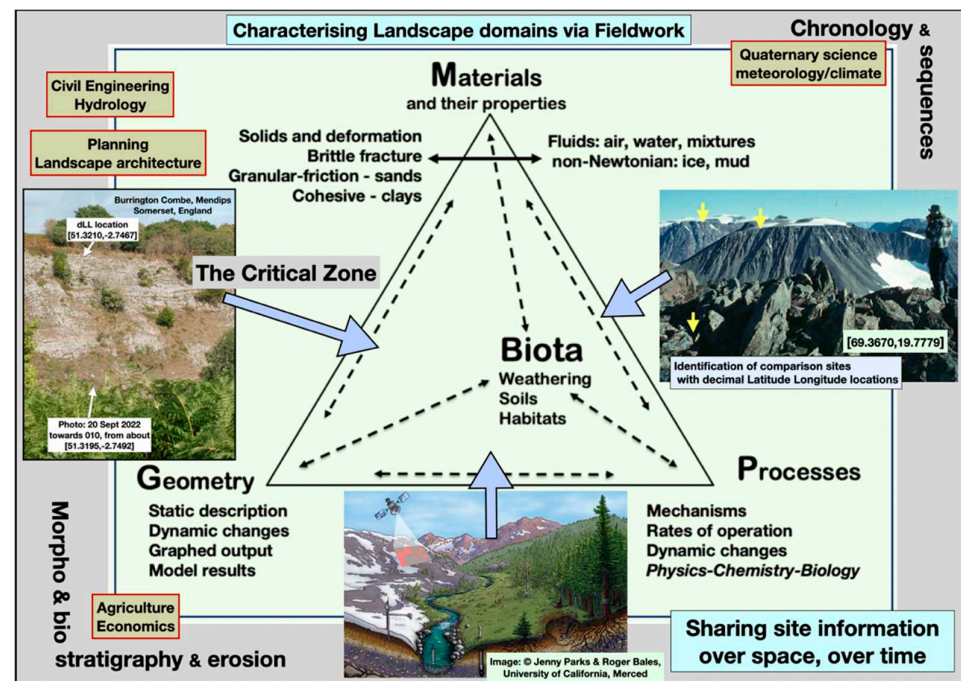 Characterising Landscape domains via Fieldwork
Chronology &
sequences
Quaternary science
meteorology/climate
Civil Engineering
Hydrology
Planning
Landscape architecture
Materials
and their properties
Solids and deformation
Brittle fracture
Granular-friction - sands
Cohesive - clays
Fluids: air, water, mixtures
non-Newtonian: ice, mud
Burrington Combe, Mendips
Somerset, England
dLL location
[51.3210,-2.7467]
The Critical Zone
Photo: 20 Sept 2022
towards 010, from about
[51.3195,-2.7492]
[69.3670,19.7779]
Identification of comparison sites
with decimal Latitude Longitude locations
Biota
Weathering
Soils
Habitats
Geometry
Static description
Dynamic changes
Graphed output
Model results
Processes
Mechanisms
Rates of operation
Dynamic changes
Physics-Chemistry-Biology
Morpho & bio
stratigraphy & erosion
Agriculture
Economics
Image: © Jenny Parks & Roger Bales,
University of California, Merced
Sharing site information
over space, over time